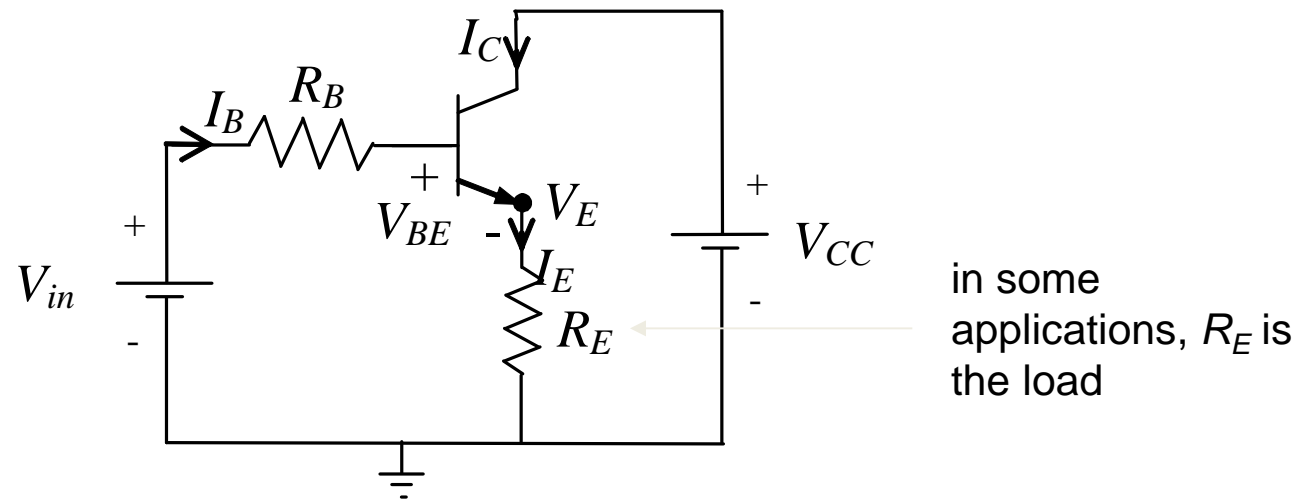 I_C
R_B
I_B
+
V_BE
-
V_E
I_E
R_E
+
V_in
-
+
V_CC
-
in some
applications, R_E is
the load